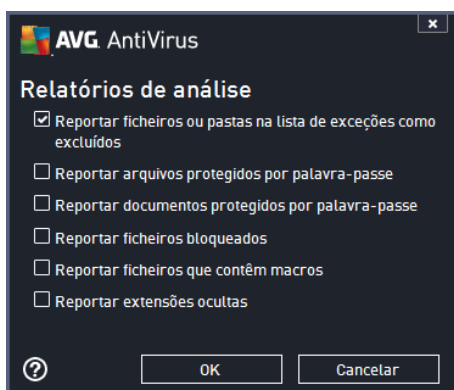 AVG. AntiVirus
x
Relatórios de análise
Reportar ficheiros ou pastas na lista de exceções como
excluídos
Reportar arquivos protegidos por palavra-passe
Reportar documentos protegidos por palavra-passe
Reportar ficheiros bloqueados
Reportar ficheiros que contêm macros
Reportar extensões ocultas
?
OK
Cancelar